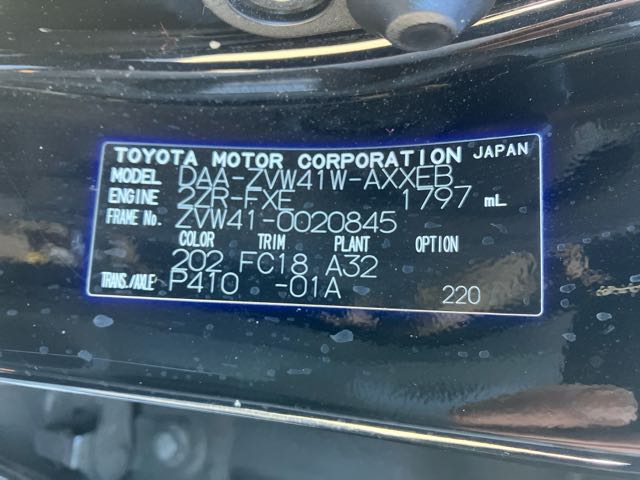 TOYOTA MOTOR CORPORATION JAPAN
MODEL DAA-ZVW41W-AXXEB
ENGINE 2ZR-FXE 1797 mL
FRAME No. ZVW41-0020845
COLOR TRIM PLANT OPTION
202 FC18 A32
TRANS./AXLE P410 -01A 220